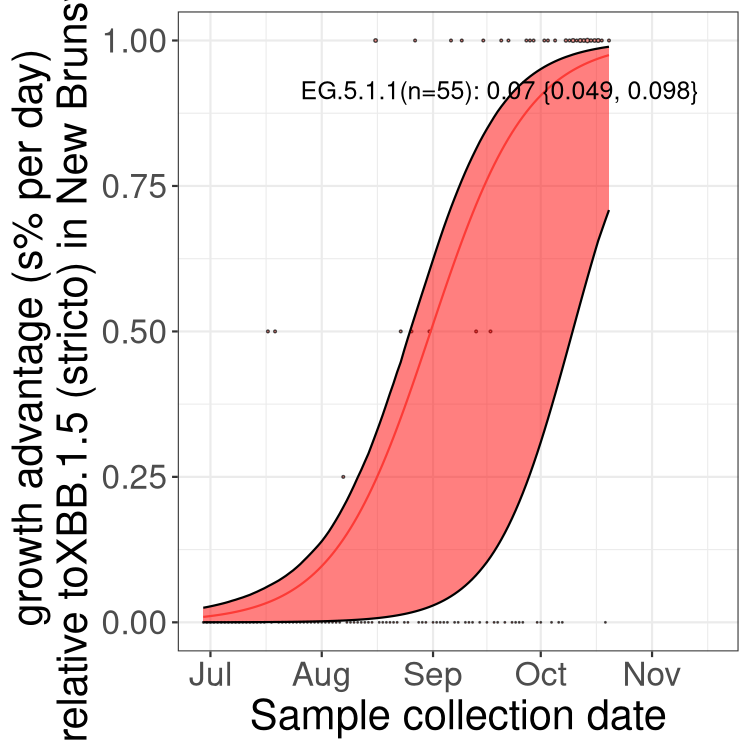 growth advantage (s% per day)
relative toXBB.1.5 (stricto) in New
1.00
0.75
0.50
0.25
0.00
EG.5.1.1(n=55): 0.07 {0.049, 0.098}
Jul Aug Sep Oct Nov
Sample collection date